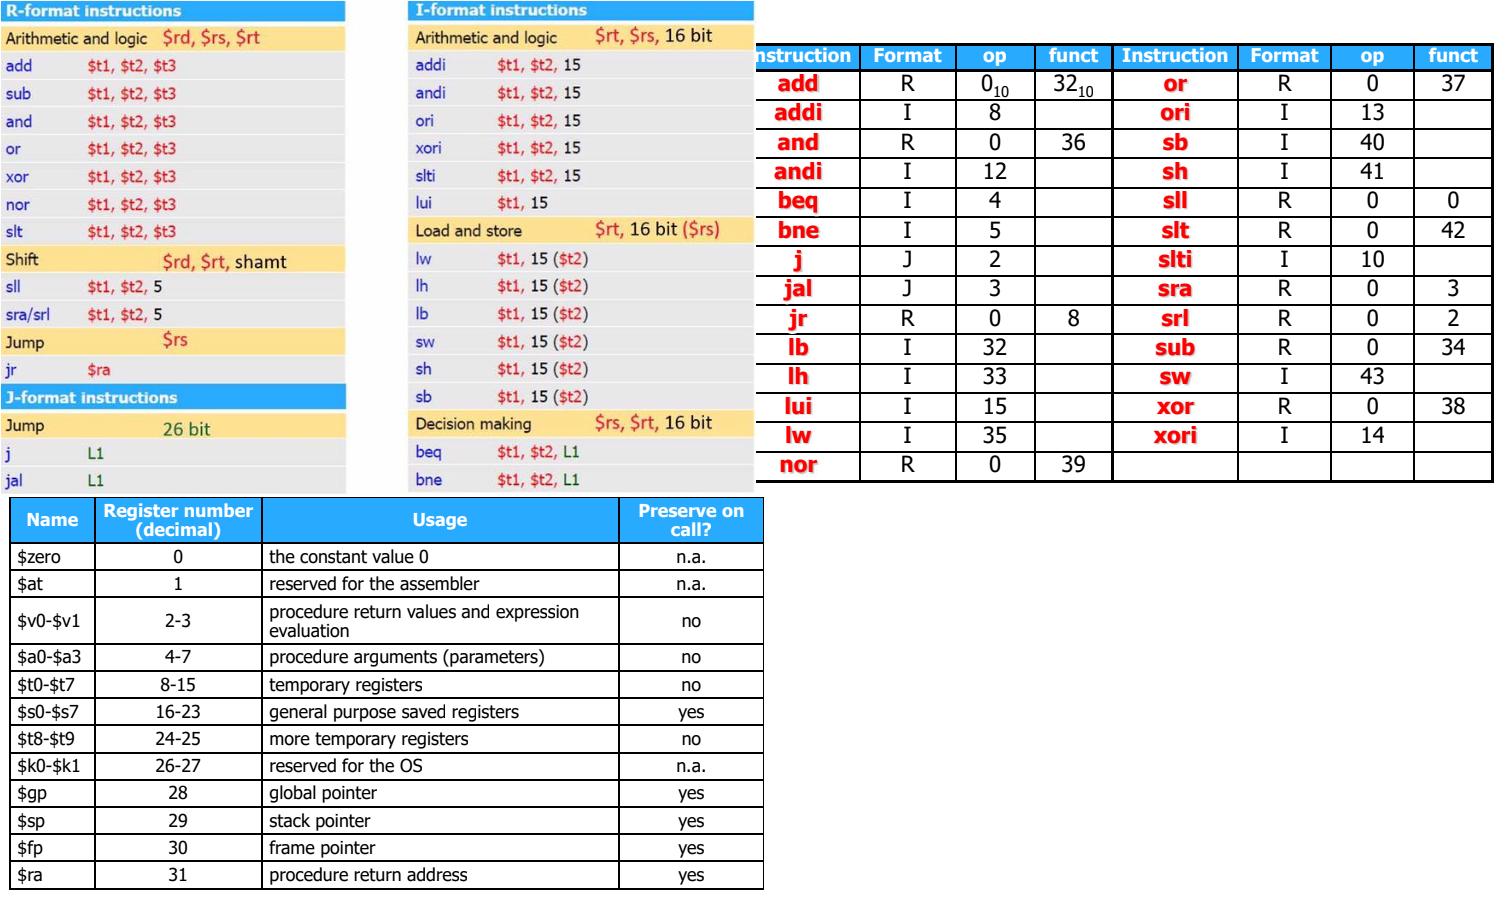 R-format instructions
Arithmetic and logic $rd, $rs, $rt
add $t1, $t2, $t3
sub $t1, $t2, $t3
and $t1, $t2, $t3
or $t1, $t2, $t3
xor $t1, $t2, $t3
nor $t1, $t2, $t3
slt $t1, $t2, $t3
Shift $rd, $rt, shamt
sll $t1, $t2, 5
sra/srl $t1, $t2, 5
Jump $rs
jr $ra
J-format instructions
Jump 26 bit
j L1
jal L1
I-format instructions
Arithmetic and logic $rt, $rs, 16 bit
addi $t1, $t2, 15
andi $t1, $t2, 15
ori $t1, $t2, 15
xori $t1, $t2, 15
slti $t1, $t2, 15
lui $t1, 15
Load and store $rt, 16 bit ($rs)
lw $t1, 15 ($t2)
lh $t1, 15 ($t2)
lb $t1, 15 ($t2)
sw $t1, 15 ($t2)
sh $t1, 15 ($t2)
sb $t1, 15 ($t2)
Decision making $rs, $rt, 16 bit
beq $t1, $t2, L1
bne $t1, $t2, L1
nstruction Format op funct Instruction Format op funct
add R 0₁₀ 32₁₀ or R 0 37
addi I 8 ori I 13
and R 0 36 sb I 40
andi I 12 sh I 41
beq I 4 sll R 0 0
bne I 5 slt R 0 42
j J 2 slti I 10
jal J 3 sra R 0 3
jr R 0 8 srl R 0 2
lb I 32 sub R 0 34
lh I 33 sw I 43
lui I 15 xor R 0 38
lw I 35 xori I 14
nor R 0 39
Name Register number (decimal) Usage Preserve on call?
$zero 0 the constant value 0 n.a.
$at 1 reserved for the assembler n.a.
$v0-$v1 2-3 procedure return values and expression evaluation no
$a0-$a3 4-7 procedure arguments (parameters) no
$t0-$t7 8-15 temporary registers no
$s0-$s7 16-23 general purpose saved registers yes
$t8-$t9 24-25 more temporary registers no
$k0-$k1 26-27 reserved for the OS n.a.
$gp 28 global pointer yes
$sp 29 stack pointer yes
$fp 30 frame pointer yes
$ra 31 procedure return address yes